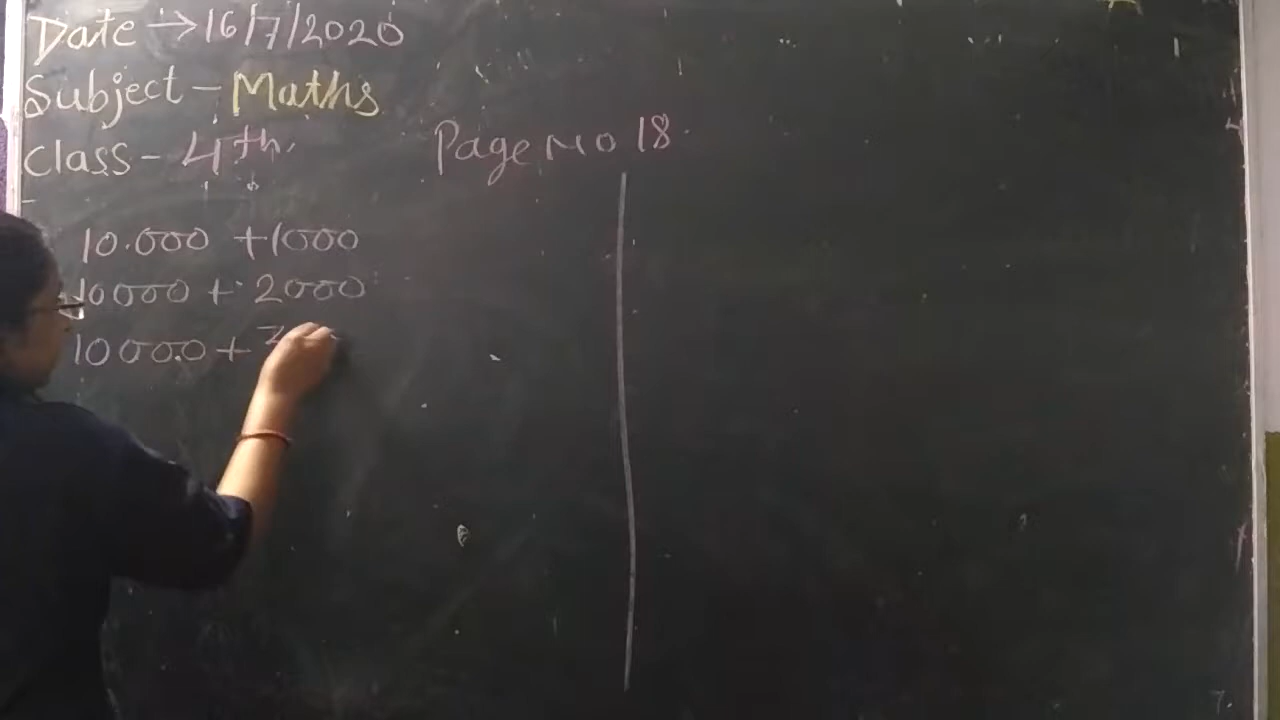 Date → 16/7/2020
Subject - Maths
Class - 4th.
Page No 18.
10.000 + 1000
10000 + 2000
10000 +